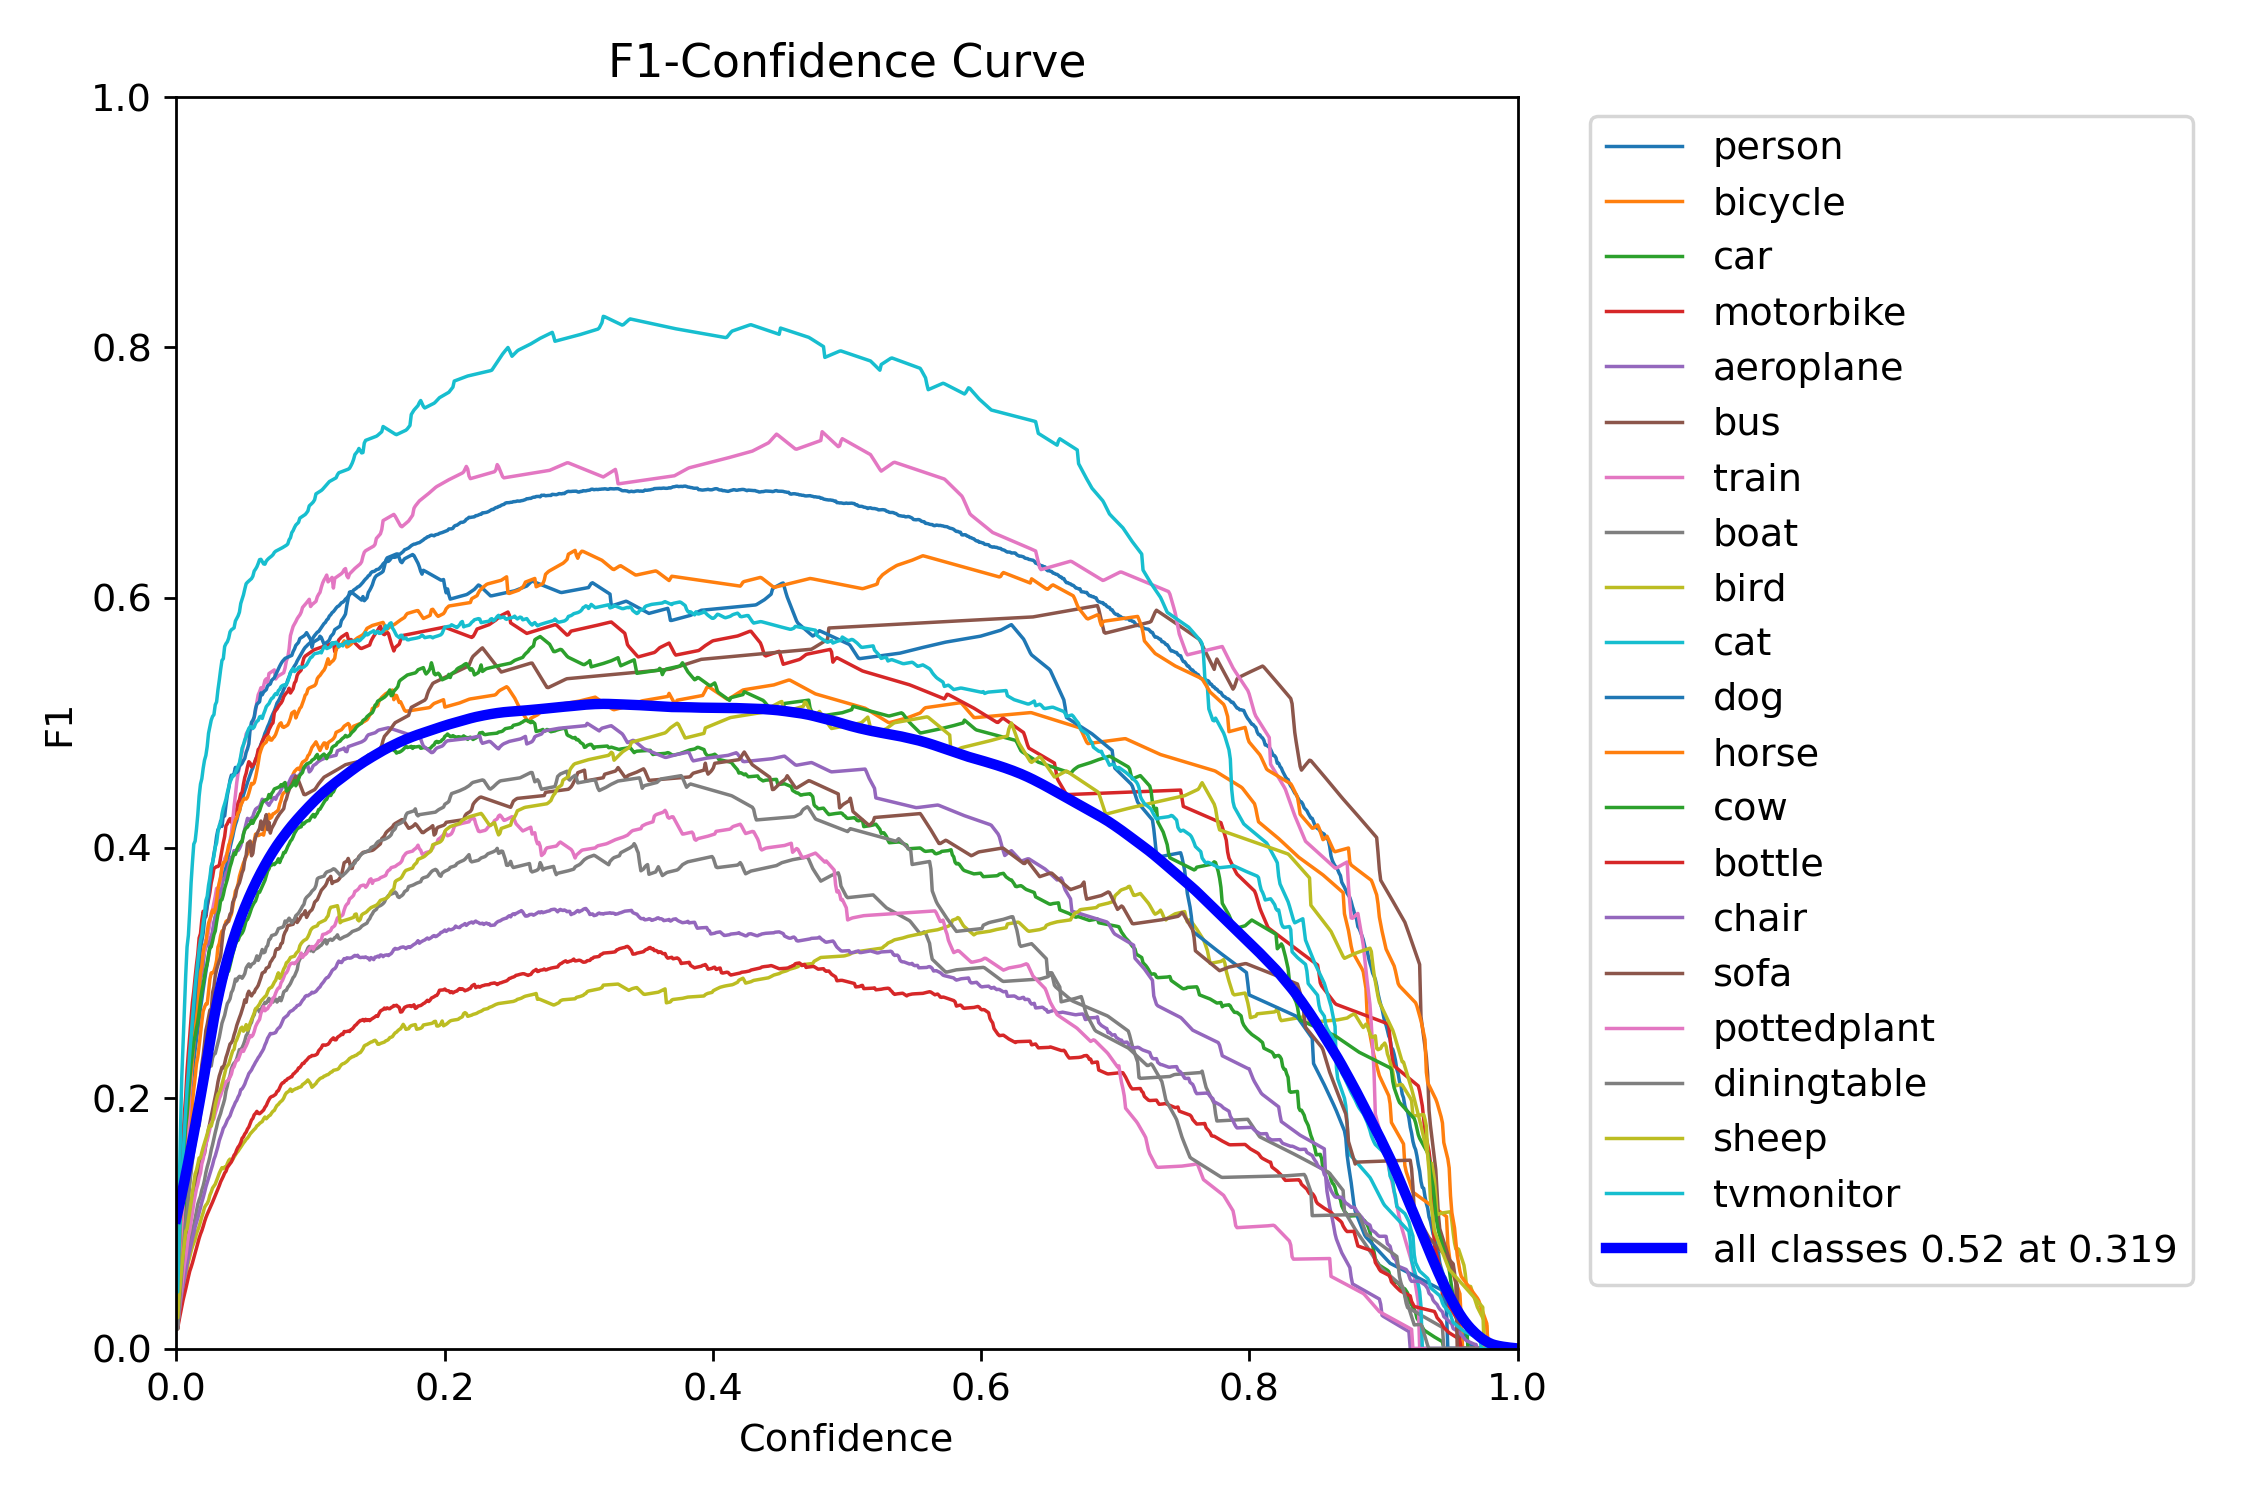 F1-Confidence Curve
1.0
0.8
0.6
0.4
0.2
0.0
F1
0.0 0.2 0.4 0.6 0.8 1.0
Confidence
person
bicycle
car
motorbike
aeroplane
bus
train
boat
bird
cat
dog
horse
cow
bottle
chair
sofa
pottedplant
diningtable
sheep
tvmonitor
all classes 0.52 at 0.319